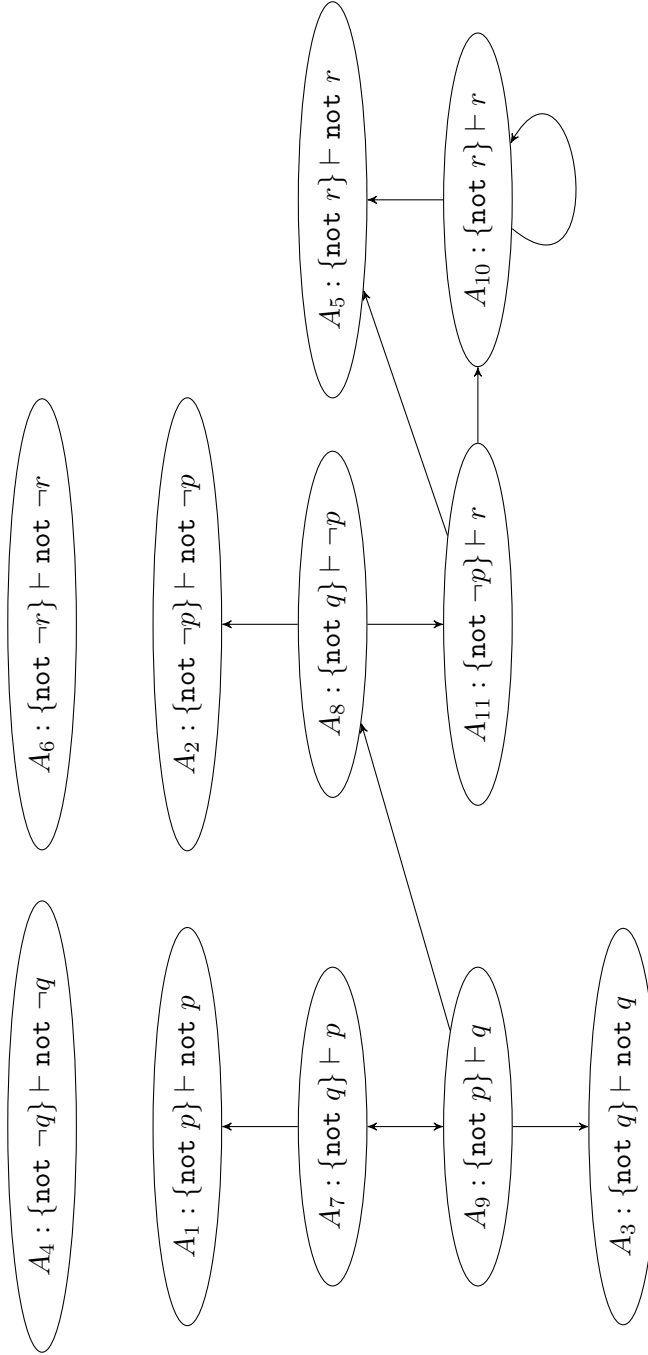 A₄ : {not ¬q} ⊢ not ¬q
A₆ : {not ¬r} ⊢ not ¬r
A₁ : {not p} ⊢ not p
A₂ : {not ¬p} ⊢ not ¬p
A₇ : {not q} ⊢ p
A₈ : {not q} ⊢ ¬p
A₅ : {not r} ⊢ not r
A₉ : {not p} ⊢ q
A₁₁ : {not ¬p} ⊢ r
A₁₀ : {not r} ⊢ r
A₃ : {not q} ⊢ not q